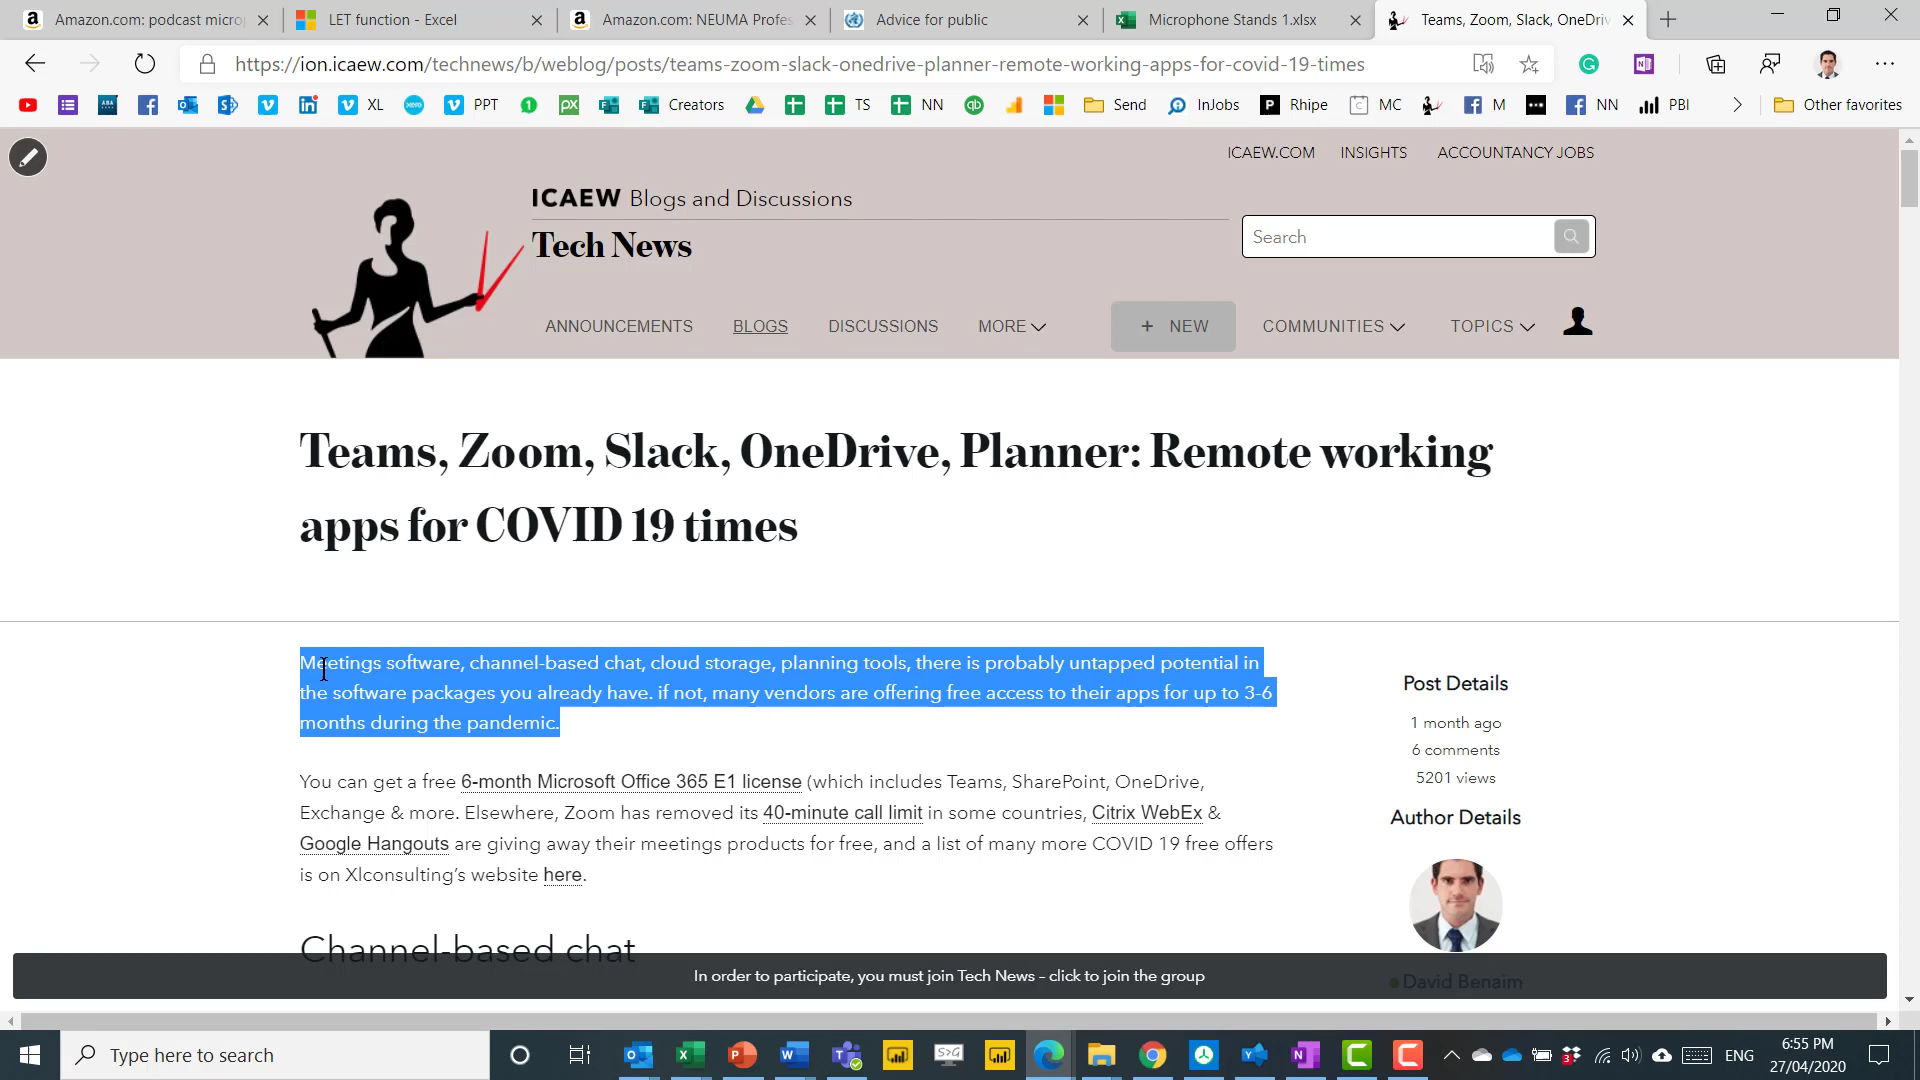 Amazon.com: podcast micro
LET function - Excel
Amazon.com: NEUMA Profes
Advice for public
Microphone Stands 1.xlsx
Teams, Zoom, Slack, OneDriv
https://ion.icaew.com/technews/b/weblog/posts/teams-zoom-slack-onedrive-planner-remote-working-apps-for-covid-19-times
XL PPT Creators TS NN Send InJobs Rhipe MC M NN PBI Other favorites
ICAEW.COM INSIGHTS ACCOUNTANCY JOBS
ICAEW Blogs and Discussions
Tech News
Search
ANNOUNCEMENTS BLOGS DISCUSSIONS MORE + NEW COMMUNITIES TOPICS
Teams, Zoom, Slack, OneDrive, Planner: Remote working
apps for COVID 19 times
Meetings software, channel-based chat, cloud storage, planning tools, there is probably untapped potential in
the software packages you already have. if not, many vendors are offering free access to their apps for up to 3-6
months during the pandemic.
Post Details
1 month ago
6 comments
5201 views
Author Details
David Benaim
You can get a free 6-month Microsoft Office 365 E1 license (which includes Teams, SharePoint, OneDrive,
Exchange & more. Elsewhere, Zoom has removed its 40-minute call limit in some countries, Citrix WebEx &
Google Hangouts are giving away their meetings products for free, and a list of many more COVID 19 free offers
is on Xlconsulting's website here.
Channel-based chat
In order to participate, you must join Tech News – click to join the group
Type here to search
ENG
6:55 PM
27/04/2020